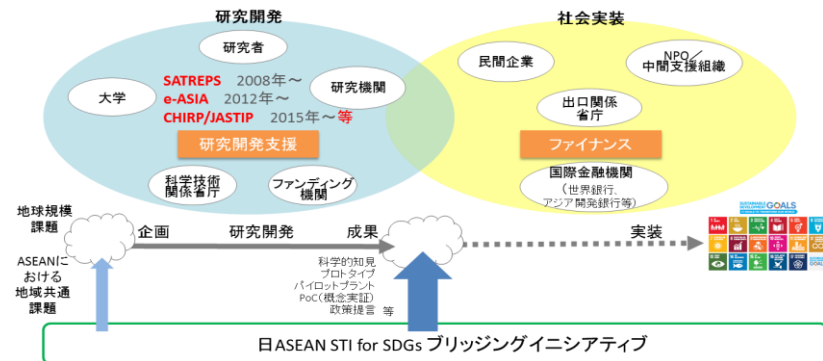 研究開発
社会実装
研究者
大学
SATREPS 2008年～
e-ASIA 2012年～
CHIRP/JASTIP 2015年～等
研究機関
研究開発支援
科学技術
関係省庁
ファンディング
機関
民間企業
NPO／
中間支援組織
出口関係
省庁
ファイナンス
国際金融機関
(世界銀行、
アジア開発銀行等)
地球規模
課題
ASEANに
おける
地域共通
課題
企画
研究開発
成果
実装
科学的知見
プロトタイプ
パイロットプラント
PoC(概念実証)
政策提言 等
SUSTAINABLE
DEVELOPMENT GOALS
日ASEAN STI for SDGs ブリッジングイニシアティブ